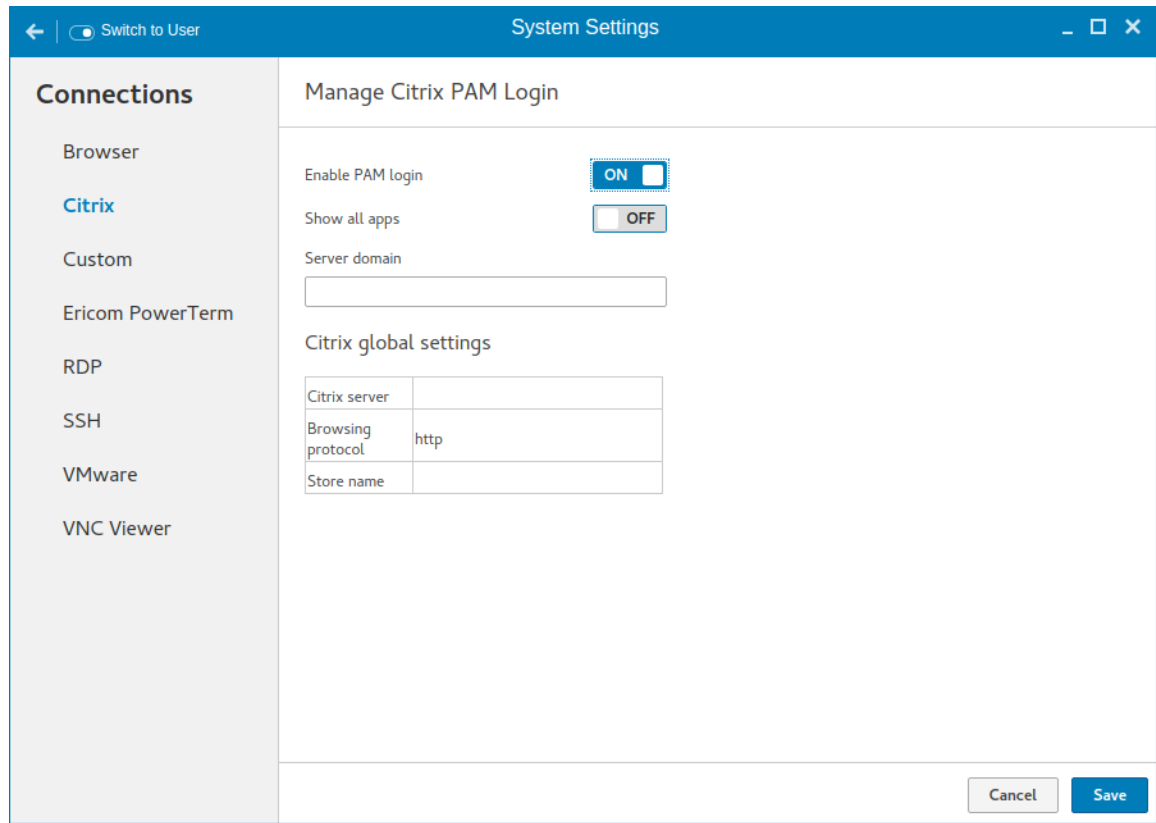 Switch to User
System Settings
Connections
Browser
Citrix
Custom
Ericom PowerTerm
RDP
SSH
VMware
VNC Viewer
Manage Citrix PAM Login
Enable PAM login ON
Show all apps OFF
Server domain
Citrix global settings
Citrix server
Browsing
protocol
http
Store name
Cancel Save